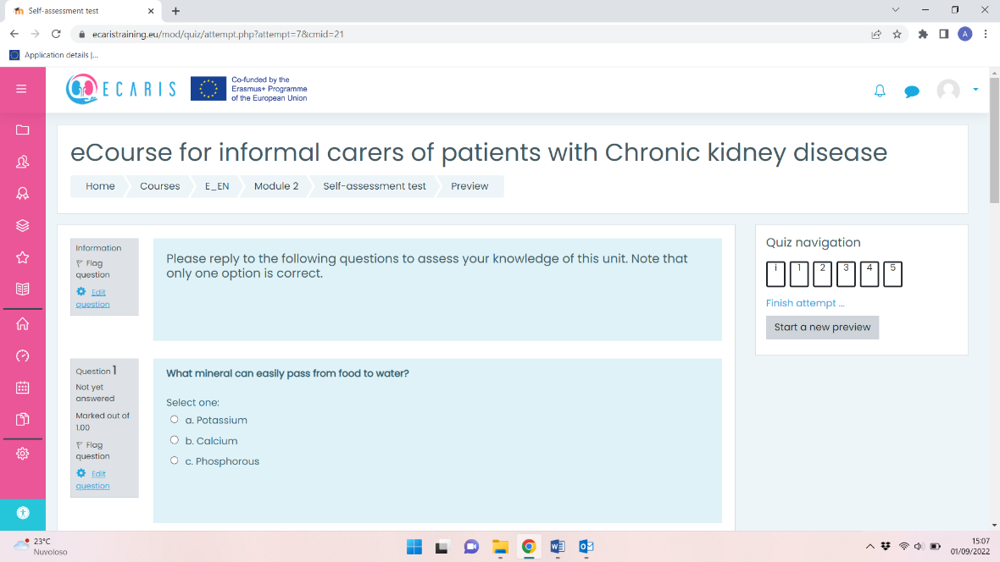 Self-assessment test
ecaristraining.eu/mod/quiz/attempt.php?attempt=7&cmid=21
A
Application details |...
ECARIS
Co-funded by the
Erasmus+ Programme
of the European Union
eCourse for informal carers of patients with Chronic kidney disease
Home Courses E_EN Module 2 Self-assessment test Preview
Information
Flag
question
Edit
question
Please reply to the following questions to assess your knowledge of this unit. Note that
only one option is correct.
Quiz navigation
i 1 2 3 4 5
Finish attempt ...
Start a new preview
Question 1
Not yet
answered
Marked out of
1.00
Flag
question
Edit
question
What mineral can easily pass from food to water?
Select one:
a. Potassium
b. Calcium
c. Phosphorous
23°C
Nuvoloso
15:07
01/09/2022